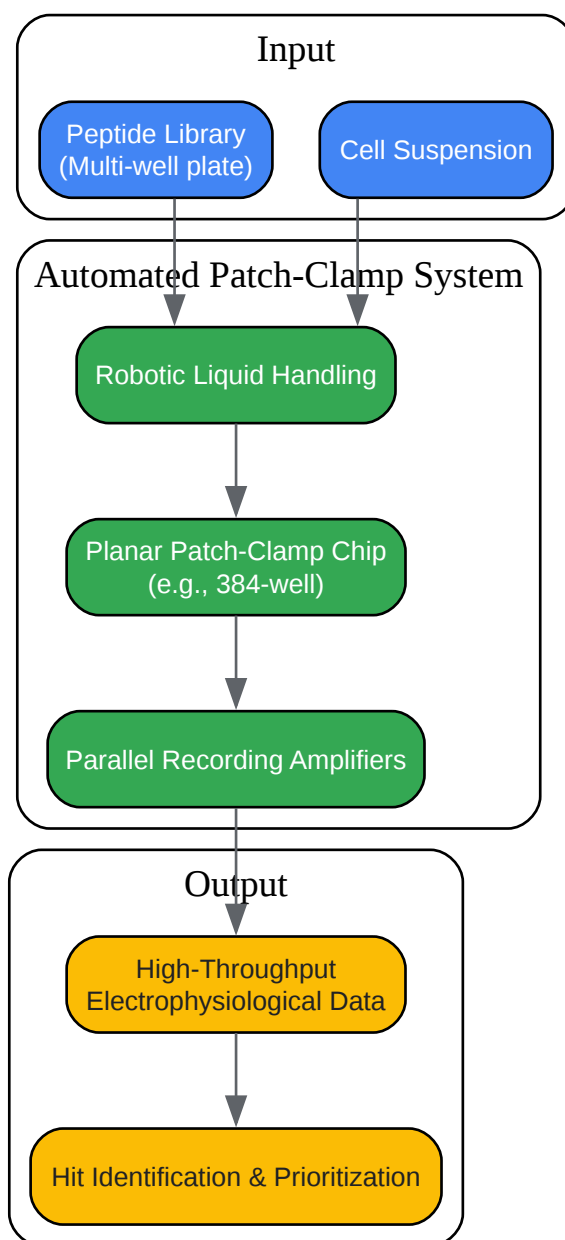 Input
Peptide Library
(Multi-well plate)
Cell Suspension
Automated Patch-Clamp System
Robotic Liquid Handling
Planar Patch-Clamp Chip
(e.g., 384-well)
Parallel Recording Amplifiers
Output
High-Throughput
Electrophysiological Data
Hit Identification & Prioritization